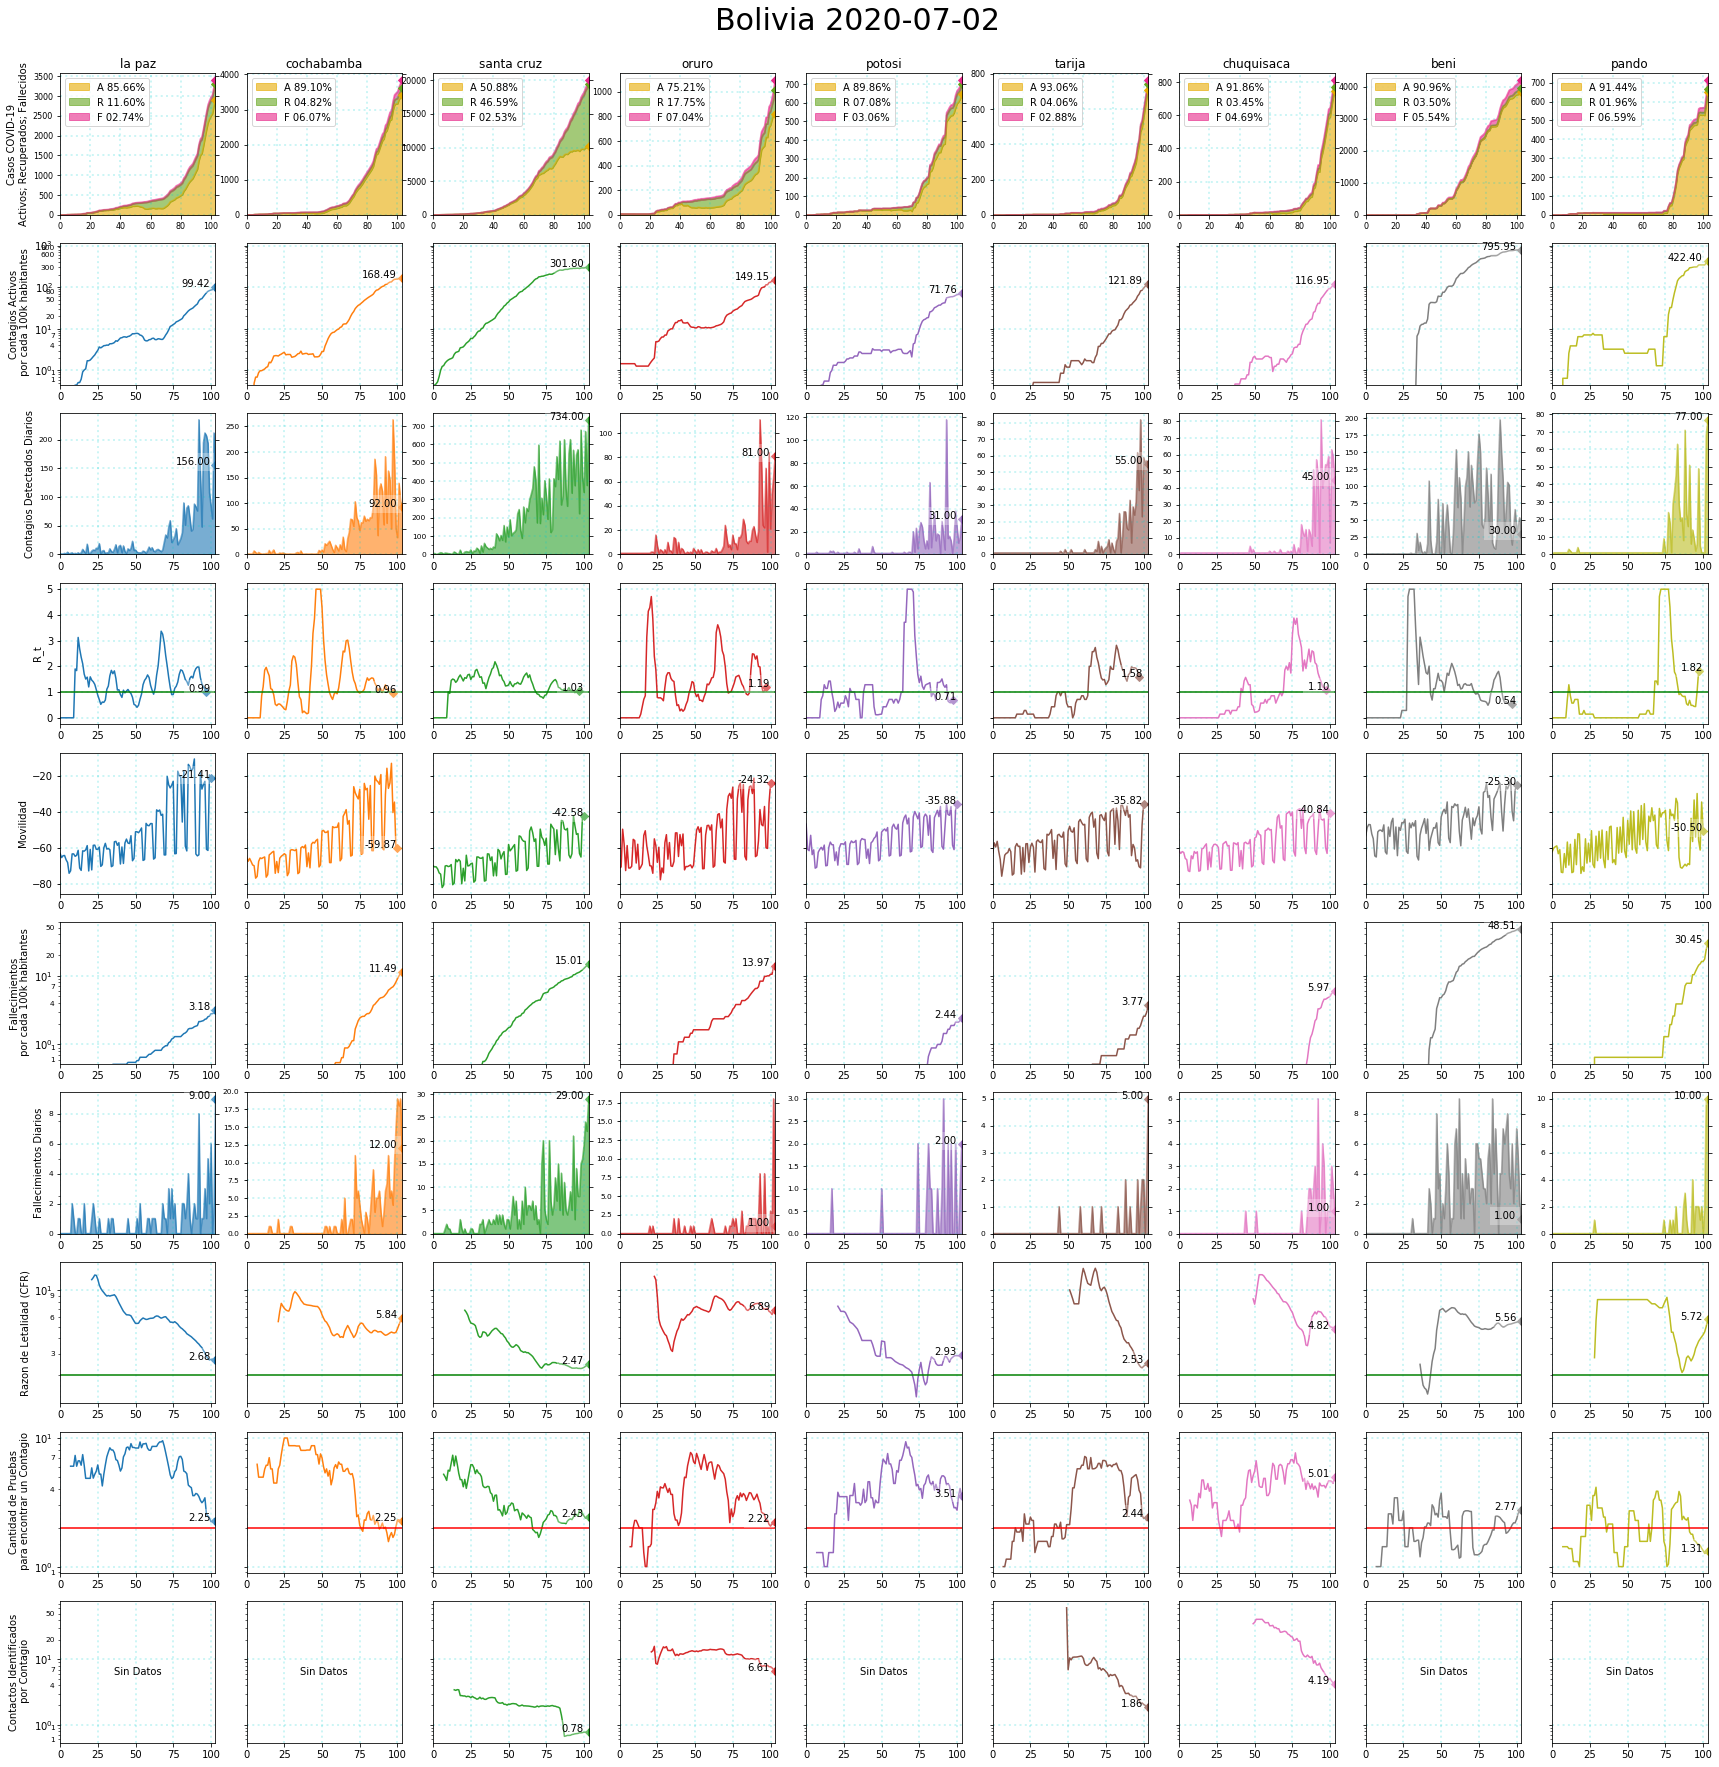 Bolivia 2020-07-02
la paz
cochabamba
santa cruz
oruro
potosi
tarija
chuquisaca
beni
pando
Casos COVID-19
Activos; Recuperados; Fallecidos
A 85.66%
R 11.60%
F 02.74%
A 89.10%
R 04.82%
F 06.07%
A 50.88%
R 46.59%
F 02.53%
A 75.21%
R 17.75%
F 07.04%
A 89.86%
R 07.08%
F 03.06%
A 93.06%
R 04.06%
F 02.88%
A 91.86%
R 03.45%
F 04.69%
A 90.96%
R 03.50%
F 05.54%
A 91.44%
R 01.96%
F 06.59%
Contagios Activos
por cada 100k habitantes
99.42
168.49
301.80
149.15
71.76
121.89
116.95
795.95
422.40
Contagios Detectados Diarios
156.00
92.00
734.00
81.00
31.00
55.00
45.00
30.00
77.00
R_t
0.99
0.96
1.03
1.19
0.71
1.58
1.10
0.54
1.82
Movilidad
-21.41
-59.87
-42.58
-24.32
-35.88
-35.82
-40.84
-25.30
-50.50
Fallecimientos
por cada 100k habitantes
3.18
11.49
15.01
13.97
2.44
3.77
5.97
48.51
30.45
Fallecimientos Diarios
9.00
12.00
29.00
1.00
2.00
5.00
1.00
1.00
10.00
Razon de Letalidad (CFR)
2.68
5.84
2.47
6.89
2.93
2.53
4.82
5.56
5.72
Cantidad de Pruebas
para encontrar un Contagio
2.25
2.25
2.43
2.22
3.51
2.44
5.01
2.77
1.31
Contactos Identificados
por Contagio
Sin Datos
Sin Datos
0.78
6.61
Sin Datos
1.86
4.19
Sin Datos
Sin Datos